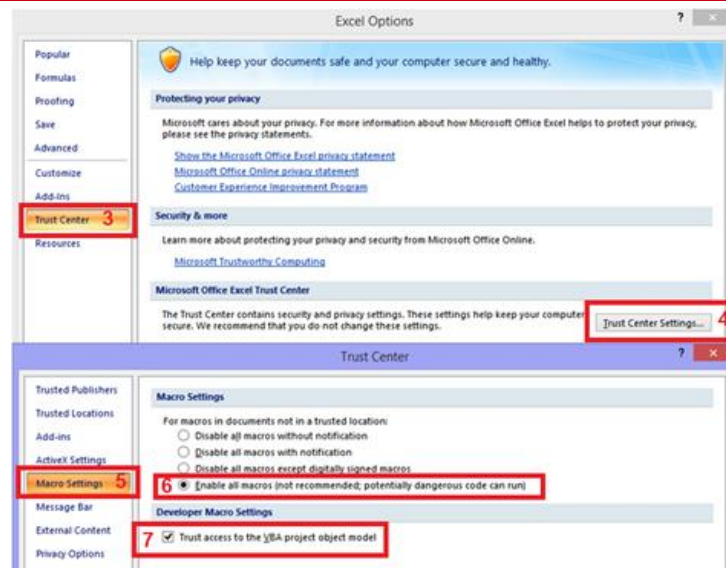 Excel Options
?
Popular
Formulas
Proofing
Save
Advanced
Customize
Add-Ins
Trust Center 3
Resources
Help keep your documents safe and your computer secure and healthy.
Protecting your privacy
Microsoft cares about your privacy. For more information about how Microsoft Office Excel helps to protect your privacy,
please see the privacy statements.
Show the Microsoft Office Excel privacy statement
Microsoft Office Online privacy statement
Customer Experience Improvement Program
Security & more
Learn more about protecting your privacy and security from Microsoft Office Online.
Microsoft Trustworthy Computing
Microsoft Office Excel Trust Center
The Trust Center contains security and privacy settings. These settings help keep your computer
secure. We recommend that you do not change these settings.
Trust Center Settings... 4
Trust Center
?
Trusted Publishers
Trusted Locations
Add-ins
ActiveX Settings
Macro Settings 5
Message Bar
External Content
Privacy Options
Macro Settings
For macros in documents not in a trusted location:
Disable all macros without notification
Disable all macros with notification
Disable all macros except digitally signed macros
6 Enable all macros (not recommended; potentially dangerous code can run)
Developer Macro Settings
7 Trust access to the VBA project object model